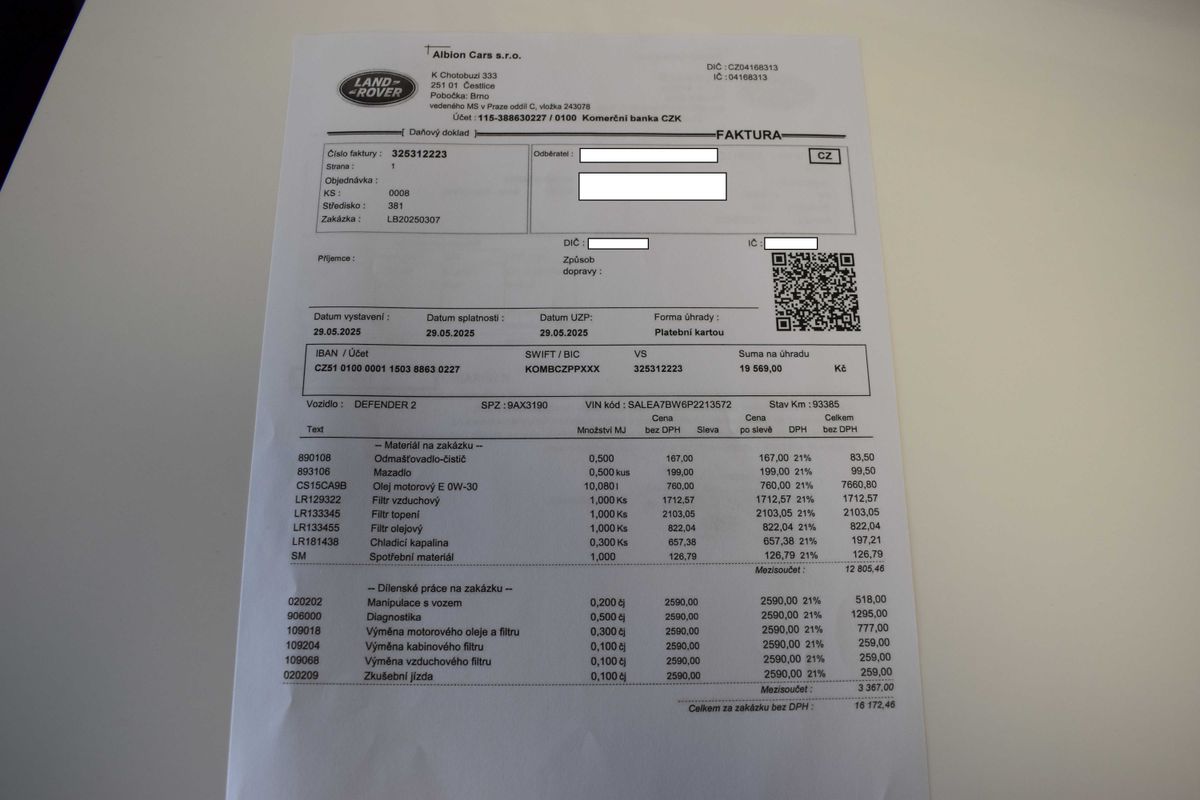 Albion Cars s.r.o.
LAND ROVER
K Chotobuzi 333
251 01 Čestlice
Pobočka: Brno
vedeného MS v Praze oddíl C, vložka 243078
DIČ : CZ04168313
IČ : 04168313
Účet : 115-388630227 / 0100 Komerční banka CZK
[ Daňový doklad ] FAKTURA
Číslo faktury : 325312223
Strana : 1
Objednávka :
KS : 0008
Středisko : 381
Zakázka : LB20250307
Odběratel : CZ
DIČ : IČ :
Příjemce : Způsob
dopravy :
Datum vystavení : Datum splatnosti : Datum UZP: Forma úhrady :
29.05.2025 29.05.2025 29.05.2025 Platební kartou
IBAN / Účet SWIFT / BIC VS Suma na úhradu
CZ51 0100 0001 1503 8863 0227 KOMBCZPPXXX 325312223 19 569,00 Kč
Vozidlo : DEFENDER 2 SPZ : 9AX3190 VIN kód : SALEA7BW6P2213572 Stav Km : 93385
Text Množství MJ Cena bez DPH Sleva Cena po slevě DPH Celkem bez DPH
-- Materiál na zakázku --
890108 Odmašťovadlo-čistič 0,500 167,00 167,00 21% 83,50
893106 Mazadlo 0,500 kus 199,00 199,00 21% 99,50
CS15CA9B Olej motorový E 0W-30 10,080 l 760,00 760,00 21% 7660,80
LR129322 Filtr vzduchový 1,000 Ks 1712,57 1712,57 21% 1712,57
LR133345 Filtr topení 1,000 Ks 2103,05 2103,05 21% 2103,05
LR133455 Filtr olejový 1,000 Ks 822,04 822,04 21% 822,04
LR181438 Chladicí kapalina 0,300 Ks 657,38 657,38 21% 197,21
SM Spotřební materiál 1,000 126,79 126,79 21% 126,79
Mezisoučet : 12 805,46
-- Dílenské práce na zakázku --
020202 Manipulace s vozem 0,200 čj 2590,00 2590,00 21% 518,00
906000 Diagnostika 0,500 čj 2590,00 2590,00 21% 1295,00
109018 Výměna motorového oleje a filtru 0,300 čj 2590,00 2590,00 21% 777,00
109204 Výměna kabinového filtru 0,100 čj 2590,00 2590,00 21% 259,00
109068 Výměna vzduchového filtru 0,100 čj 2590,00 2590,00 21% 259,00
020209 Zkušební jízda 0,100 čj 2590,00 2590,00 21% 259,00
Mezisoučet : 3 367,00
Celkem za zakázku bez DPH : 16 172,46